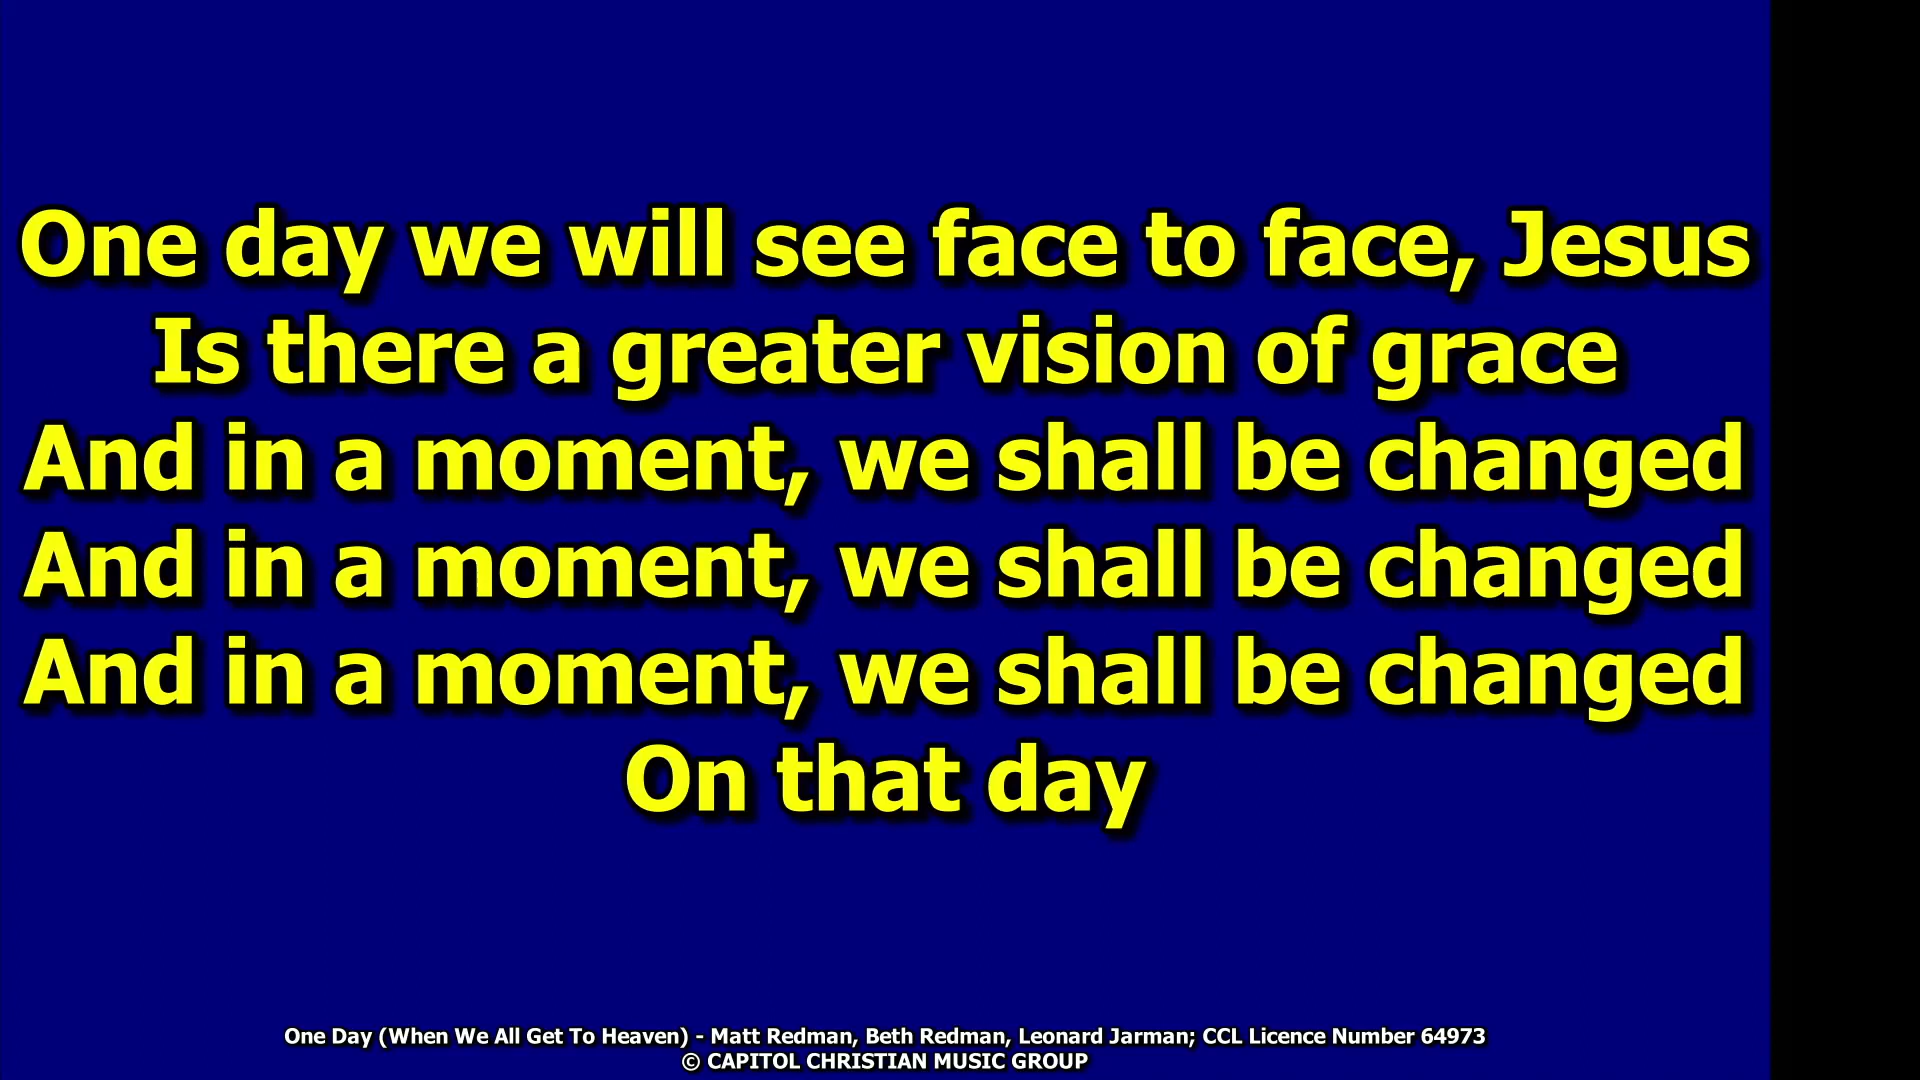 One day we will see face to face, Jesus
Is there a greater vision of grace
And in a moment, we shall be changed
And in a moment, we shall be changed
And in a moment, we shall be changed
On that day
One Day (When We All Get To Heaven) - Matt Redman, Beth Redman, Leonard Jarman; CCL Licence Number 64973
© CAPITOL CHRISTIAN MUSIC GROUP